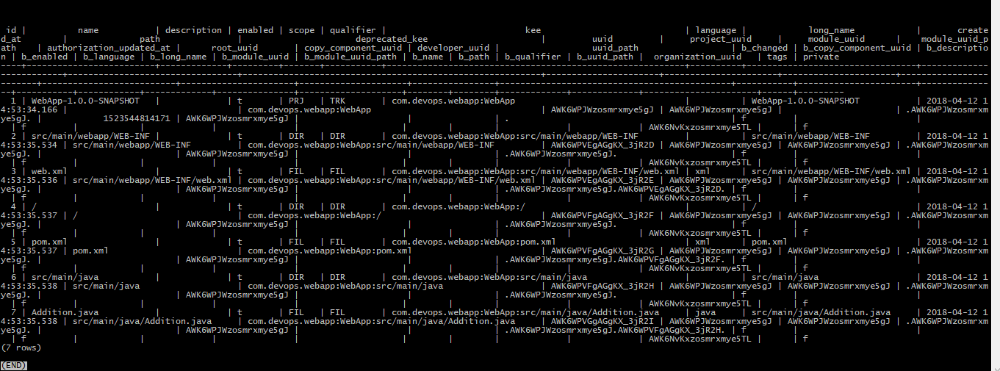 id | name | description | enabled | scope | qualifier | kee | language | long_name | create
d_at | path | deprecated_kee | uuid | project_uuid | module_uuid | module_uuid_p
ath | authorization_updated_at | root_uuid | copy_component_uuid | developer_uuid | uuid_path | b_changed | b_copy_component_uuid | b_descriptio
n | b_enabled | b_language | b_long_name | b_module_uuid | b_module_uuid_path | b_name | b_path | b_qualifier | b_uuid_path | organization_uuid | tags | private
1 | WebApp-1.0.0-SNAPSHOT | | t | PRJ | TRK | com.devops.webapp:WebApp | | WebApp-1.0.0-SNAPSHOT | 2018-04-12 1
4:53:34.166 | | com.devops.webapp:WebApp | AWK6WPJWzosmrxmye5gJ | AWK6WPJWzosmrxmye5gJ | AWK6WPJWzosmrxmye5gJ | .AWK6WPJWzosmrxm
ye5gJ. | 1523544814171 | AWK6WPJWzosmrxmye5gJ | | | . | f | |
| f | | | | | | | | | AWK6NvKxzosmrxmye5TL | | f
2 | src/main/webapp/WEB-INF | | t | DIR | DIR | com.devops.webapp:WebApp:src/main/webapp/WEB-INF | | src/main/webapp/WEB-INF | 2018-04-12 1
4:53:35.534 | src/main/webapp/WEB-INF | com.devops.webapp:WebApp:src/main/webapp/WEB-INF | AWK6WPVEgAGgKX_3jR2D | AWK6WPJWzosmrxmye5gJ | AWK6WPJWzosmrxmye5gJ | .AWK6WPJWzosmrxm
ye5gJ. | | AWK6WPJWzosmrxmye5gJ | | | .AWK6WPJWzosmrxmye5gJ. | f | |
| f | | | | | | | | | AWK6NvKxzosmrxmye5TL | | f
3 | web.xml | | t | FIL | FIL | com.devops.webapp:WebApp:src/main/webapp/WEB-INF/web.xml | xml | src/main/webapp/WEB-INF/web.xml | 2018-04-12 1
4:53:35.536 | src/main/webapp/WEB-INF/web.xml | com.devops.webapp:WebApp:src/main/webapp/WEB-INF/web.xml | AWK6WPVEgAGgKX_3jR2E | AWK6WPJWzosmrxmye5gJ | AWK6WPJWzosmrxmye5gJ | .AWK6WPJWzosmrxm
ye5gJ. | | AWK6WPJWzosmrxmye5gJ | | | .AWK6WPJWzosmrxmye5gJ.AWK6WPVEgAGgKX_3jR2D. | f | |
| f | | | | | | | | | AWK6NvKxzosmrxmye5TL | | f
4 | / | | t | DIR | DIR | com.devops.webapp:WebApp:/ | | / | 2018-04-12 1
4:53:35.537 | / | com.devops.webapp:WebApp:/ | AWK6WPVFgAGgKX_3jR2F | AWK6WPJWzosmrxmye5gJ | AWK6WPJWzosmrxmye5gJ | .AWK6WPJWzosmrxm
ye5gJ. | | AWK6WPJWzosmrxmye5gJ | | | .AWK6WPJWzosmrxmye5gJ. | f | |
| f | | | | | | | | | AWK6NvKxzosmrxmye5TL | | f
5 | pom.xml | | t | FIL | FIL | com.devops.webapp:WebApp:pom.xml | xml | pom.xml | 2018-04-12 1
4:53:35.537 | pom.xml | com.devops.webapp:WebApp:pom.xml | AWK6WPVFgAGgKX_3jR2G | AWK6WPJWzosmrxmye5gJ | AWK6WPJWzosmrxmye5gJ | .AWK6WPJWzosmrxm
ye5gJ. | | AWK6WPJWzosmrxmye5gJ | | | .AWK6WPJWzosmrxmye5gJ.AWK6WPVFgAGgKX_3jR2F. | f | |
| f | | | | | | | | | AWK6NvKxzosmrxmye5TL | | f
6 | src/main/java | | t | DIR | DIR | com.devops.webapp:WebApp:src/main/java | | src/main/java | 2018-04-12 1
4:53:35.538 | src/main/java | com.devops.webapp:WebApp:src/main/java | AWK6WPVFgAGgKX_3jR2H | AWK6WPJWzosmrxmye5gJ | AWK6WPJWzosmrxmye5gJ | .AWK6WPJWzosmrxm
ye5gJ. | | AWK6WPJWzosmrxmye5gJ | | | .AWK6WPJWzosmrxmye5gJ. | f | |
| f | | | | | | | | | AWK6NvKxzosmrxmye5TL | | f
7 | Addition.java | | t | FIL | FIL | com.devops.webapp:WebApp:src/main/java/Addition.java | java | src/main/java/Addition.java | 2018-04-12 1
4:53:35.538 | src/main/java/Addition.java | com.devops.webapp:WebApp:src/main/java/Addition.java | AWK6WPVGgAGgKX_3jR2I | AWK6WPJWzosmrxmye5gJ | AWK6WPJWzosmrxmye5gJ | .AWK6WPJWzosmrxm
ye5gJ. | | AWK6WPJWzosmrxmye5gJ | | | .AWK6WPJWzosmrxmye5gJ.AWK6WPVFgAGgKX_3jR2H. | f | |
| f | | | | | | | | | AWK6NvKxzosmrxmye5TL | | f
(7 rows)
(END)